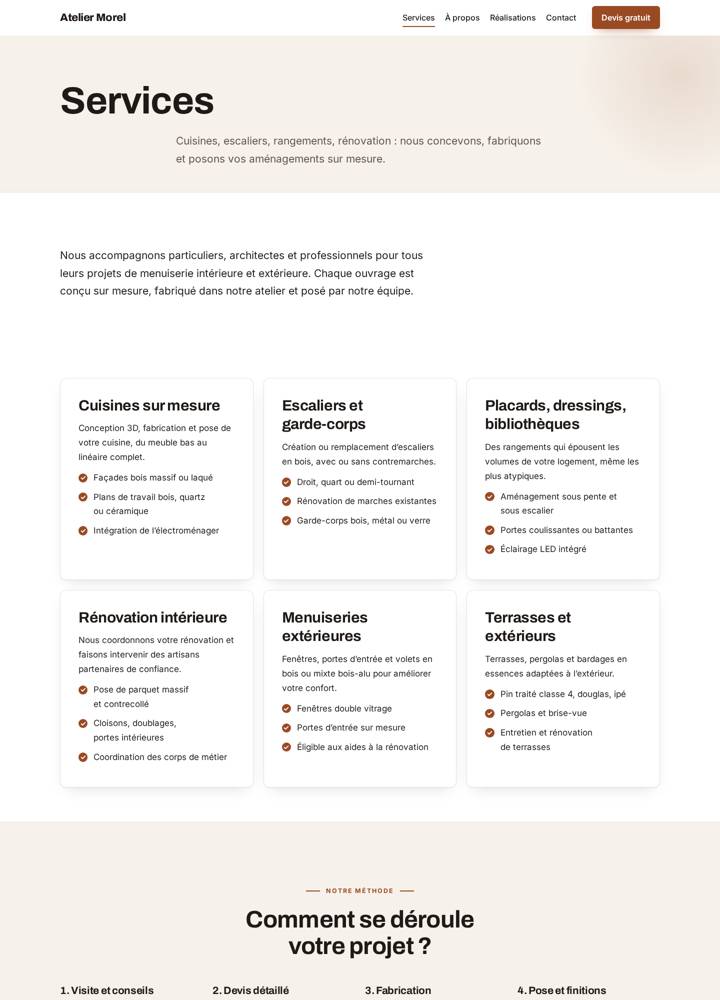 Atelier Morel
Services
À propos
Réalisations
Contact
Devis gratuit
Services
Cuisines, escaliers, rangements, rénovation : nous concevons, fabriquons
et posons vos aménagements sur mesure.
Nous accompagnons particuliers, architectes et professionnels pour tous
leurs projets de menuiserie intérieure et extérieure. Chaque ouvrage est
conçu sur mesure, fabriqué dans notre atelier et posé par notre équipe.
Cuisines sur mesure
Conception 3D, fabrication et pose de
votre cuisine, du meuble bas au
linéaire complet.
Façades bois massif ou laqué
Plans de travail bois, quartz
ou céramique
Intégration de l’électroménager
Escaliers et
garde-corps
Création ou remplacement d’escaliers
en bois, avec ou sans contremarches.
Droit, quart ou demi-tournant
Rénovation de marches existantes
Garde-corps bois, métal ou verre
Placards, dressings,
bibliothèques
Des rangements qui épousent les
volumes de votre logement, même les
plus atypiques.
Aménagement sous pente et
sous escalier
Portes coulissantes ou battantes
Éclairage LED intégré
Rénovation intérieure
Nous coordonnons votre rénovation et
faisons intervenir des artisans
partenaires de confiance.
Pose de parquet massif
et contrecollé
Cloisons, doublages,
portes intérieures
Coordination des corps de métier
Menuiseries
extérieures
Fenêtres, portes d’entrée et volets en
bois ou mixte bois-alu pour améliorer
votre confort.
Fenêtres double vitrage
Portes d’entrée sur mesure
Éligible aux aides à la rénovation
Terrasses et
extérieurs
Terrasses, pergolas et bardages en
essences adaptées à l’extérieur.
Pin traité classe 4, douglas, ipé
Pergolas et brise-vue
Entretien et rénovation
de terrasses
NOTRE MÉTHODE
Comment se déroule
votre projet ?
1. Visite et conseils
2. Devis détaillé
3. Fabrication
4. Pose et finitions